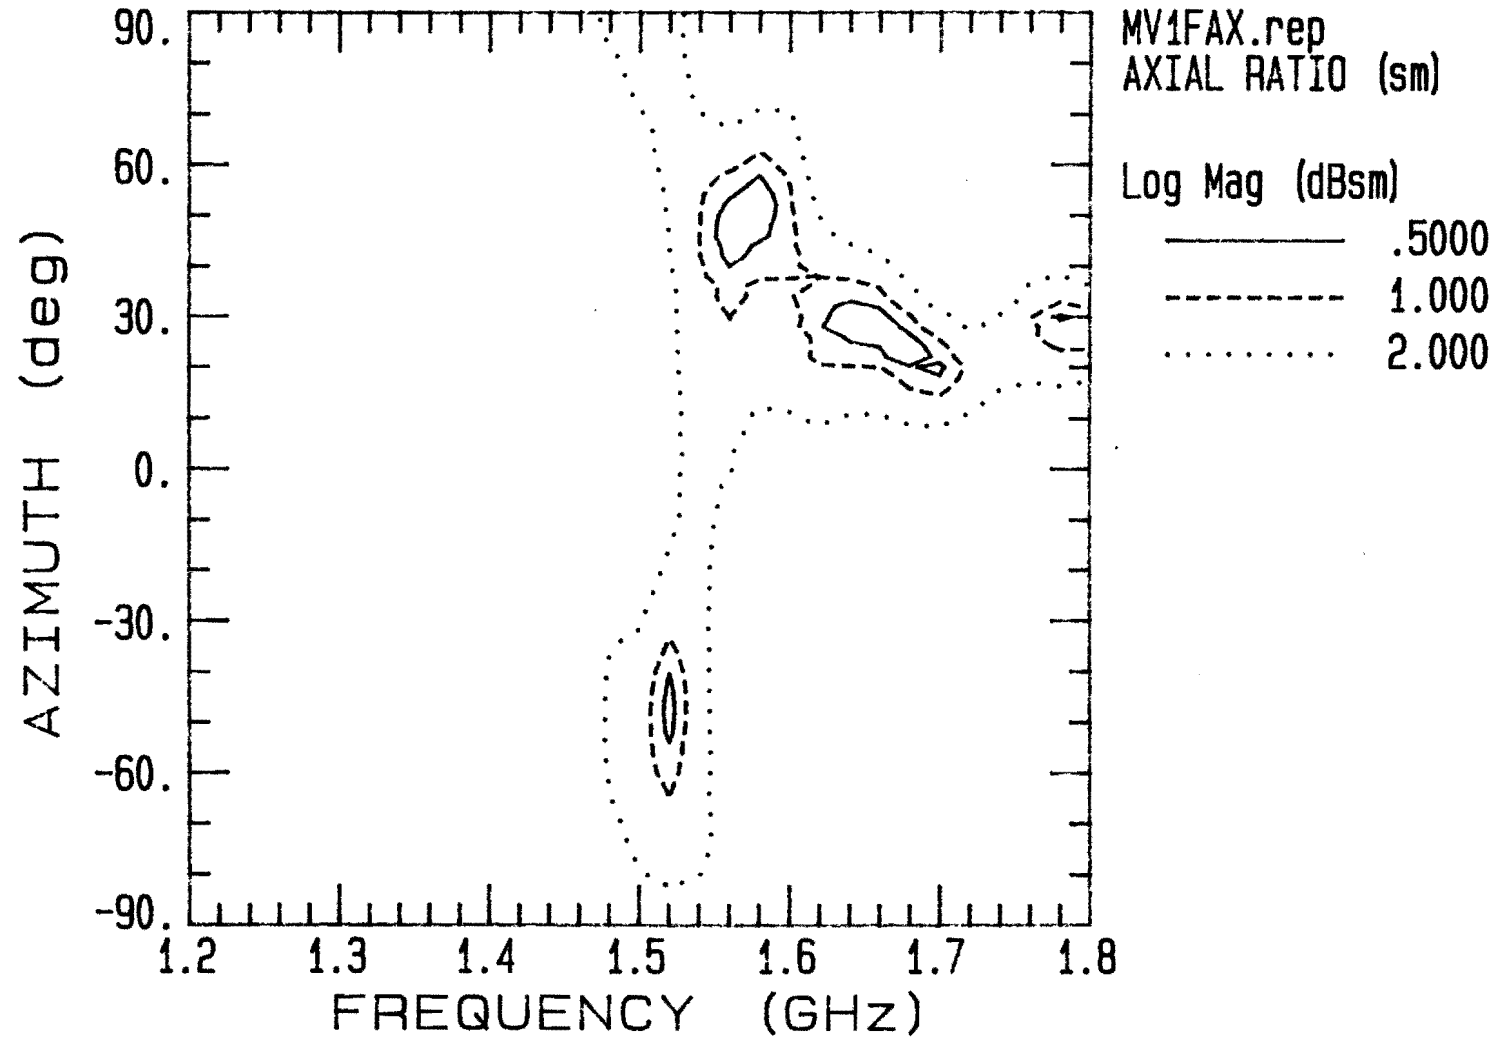 MV1FAX.rep
AXIAL RATIO (sm)
Log Mag (dBsm)
.5000
1.000
2.000
AZIMUTH (deg)
90.
60.
30.
0.
-30.
-60.
-90.
1.2 1.3 1.4 1.5 1.6 1.7 1.8
FREQUENCY (GHz)